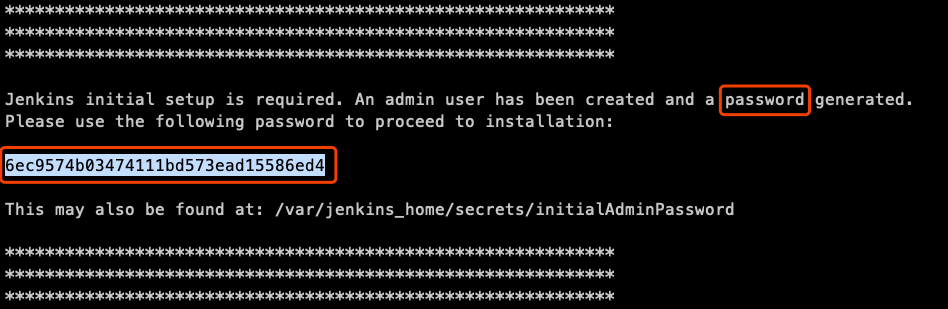 *************************************************************
*************************************************************
*************************************************************
Jenkins initial setup is required. An admin user has been created and a password generated.
Please use the following password to proceed to installation:
6ec9574b03474111bd573ead15586ed4
This may also be found at: /var/jenkins_home/secrets/initialAdminPassword
*************************************************************
*************************************************************
*************************************************************